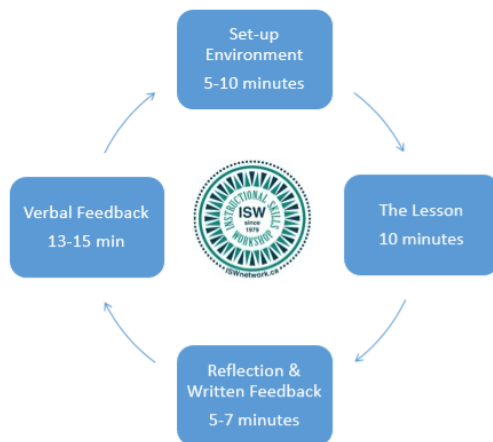 Set-up
Environment
5-10 minutes
The Lesson
10 minutes
Reflection &
Written Feedback
5-7 minutes
Verbal Feedback
13-15 min
INSTRUCTIONAL SKILLS
WORKSHOP
ISW
since
1978
ISWnetwork.ca